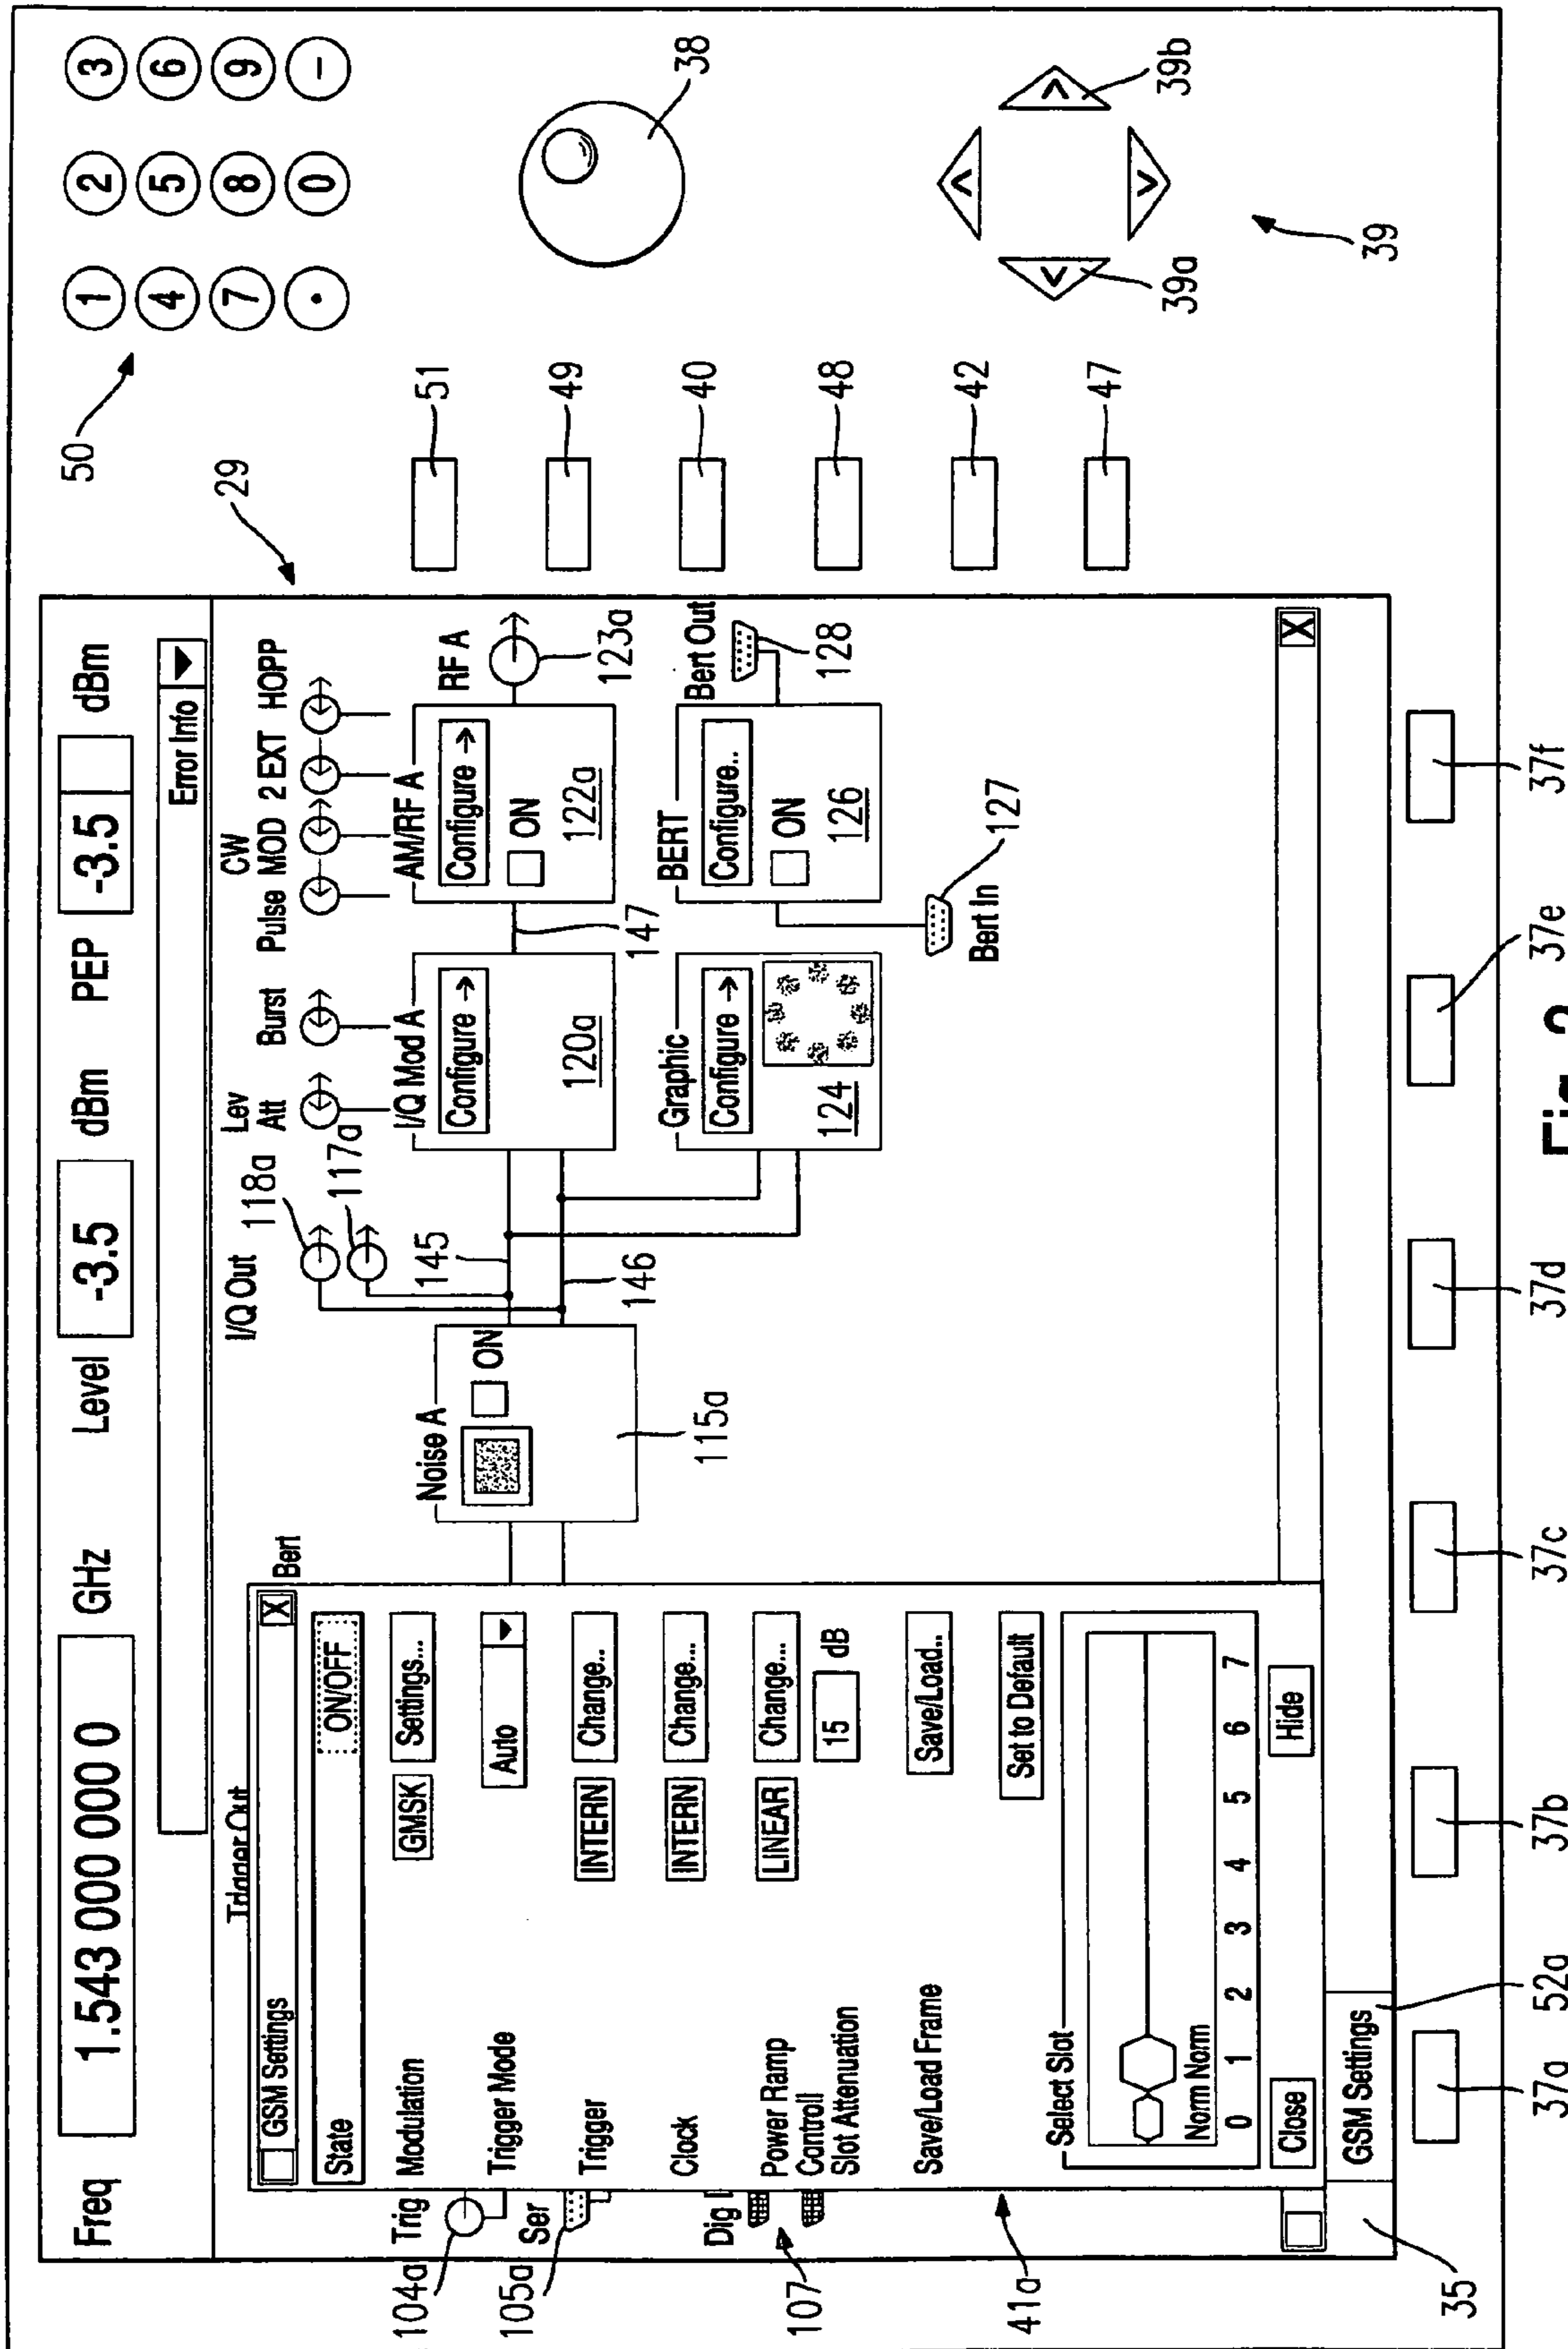 Freq 1.543 000 000 0 GHz Level -3.5 dBm PEP -3.5 dBm
Error Info
29
50
1 2 3
4 5 6
7 8 9
. 0 -
Trigger Out
Bert
I/Q Out
118a
117a
Lev
Att
Burst
Pulse
CW
MOD 2 EXT HOPP
GSM Settings X
State ON/OFF
Modulation GMSK Settings...
Trigger Mode Auto
Trigger INTERN Change..
Clock INTERN Change...
Power Ramp
Controll LINEAR Change...
Slot Attenuation 15 dB
Save/Load Frame Save/Load..
Set to Default
Select Slot
Norm Norm
0 1 2 3 4 5 6 7
Close Hide
GSM Settings
104a Trig
105a Ser
Dig
107
41a
35
52a
Noise A
ON
115a
145
146
I/Q Mod A
Configure →
120a
147
AM/RF A
Configure →
ON
122a
RF A
123a
Graphic
Configure →
124
BERT
Configure..
ON
126
Bert Out
128
127
Bert In
X
51
49
40
48
42
47
38
39a
39b
39
37a 37b 37c 37d 37e 37f